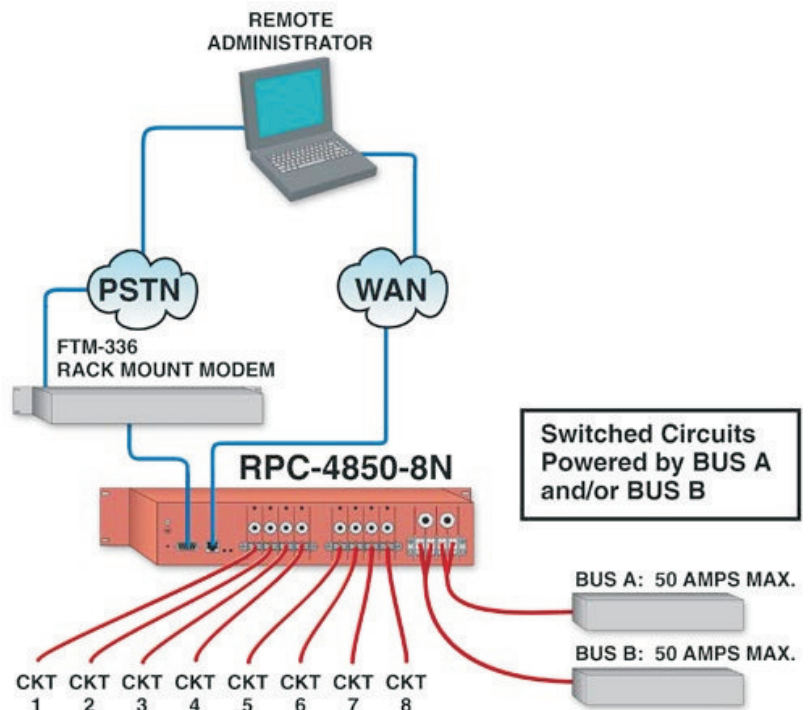 REMOTE
ADMINISTRATOR
PSTN
WAN
FTM-336
RACK MOUNT MODEM
RPC-4850-8N
Switched Circuits
Powered by BUS A
and/or BUS B
BUS A: 50 AMPS MAX.
BUS B: 50 AMPS MAX.
CKT CKT CKT CKT CKT CKT CKT CKT
1 2 3 4 5 6 7 8